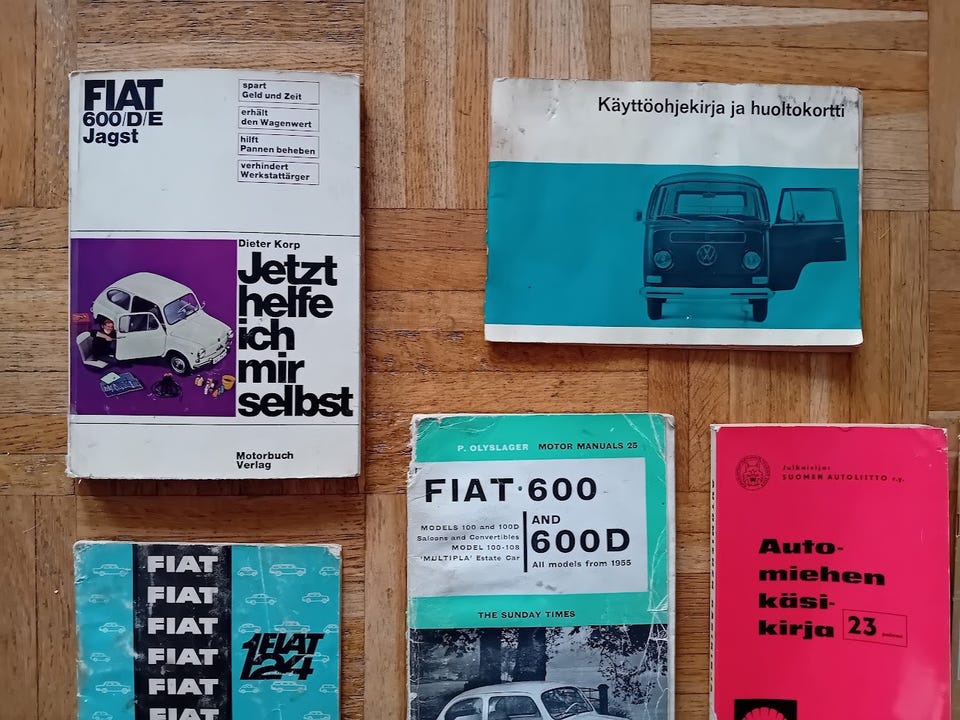 FIAT
600/D/E
Jagst
spart
Geld und Zeit
erhält
den Wagenwert
hilft
Pannen beheben
verhindert
Werkstattärger
Dieter Korp
Jetzt
helfe
ich
mir
selbst
Motorbuch
Verlag
Käyttöohjekirja ja huoltokortti
P. OLYSLAGER MOTOR MANUALS 25
FIAT·600
MODELS 100 and 100D
Saloons and Convertibles
MODEL 100-108
'MULTIPLA' Estate Car
AND
600D
All models from 1955
THE SUNDAY TIMES
Julkaisija:
SUOMEN AUTOLIITTO r.y.
Auto-
miehen
käsi-
kirja
23
painos
FIAT
FIAT
FIAT
FIAT
FIAT
FIAT
FIAT
124